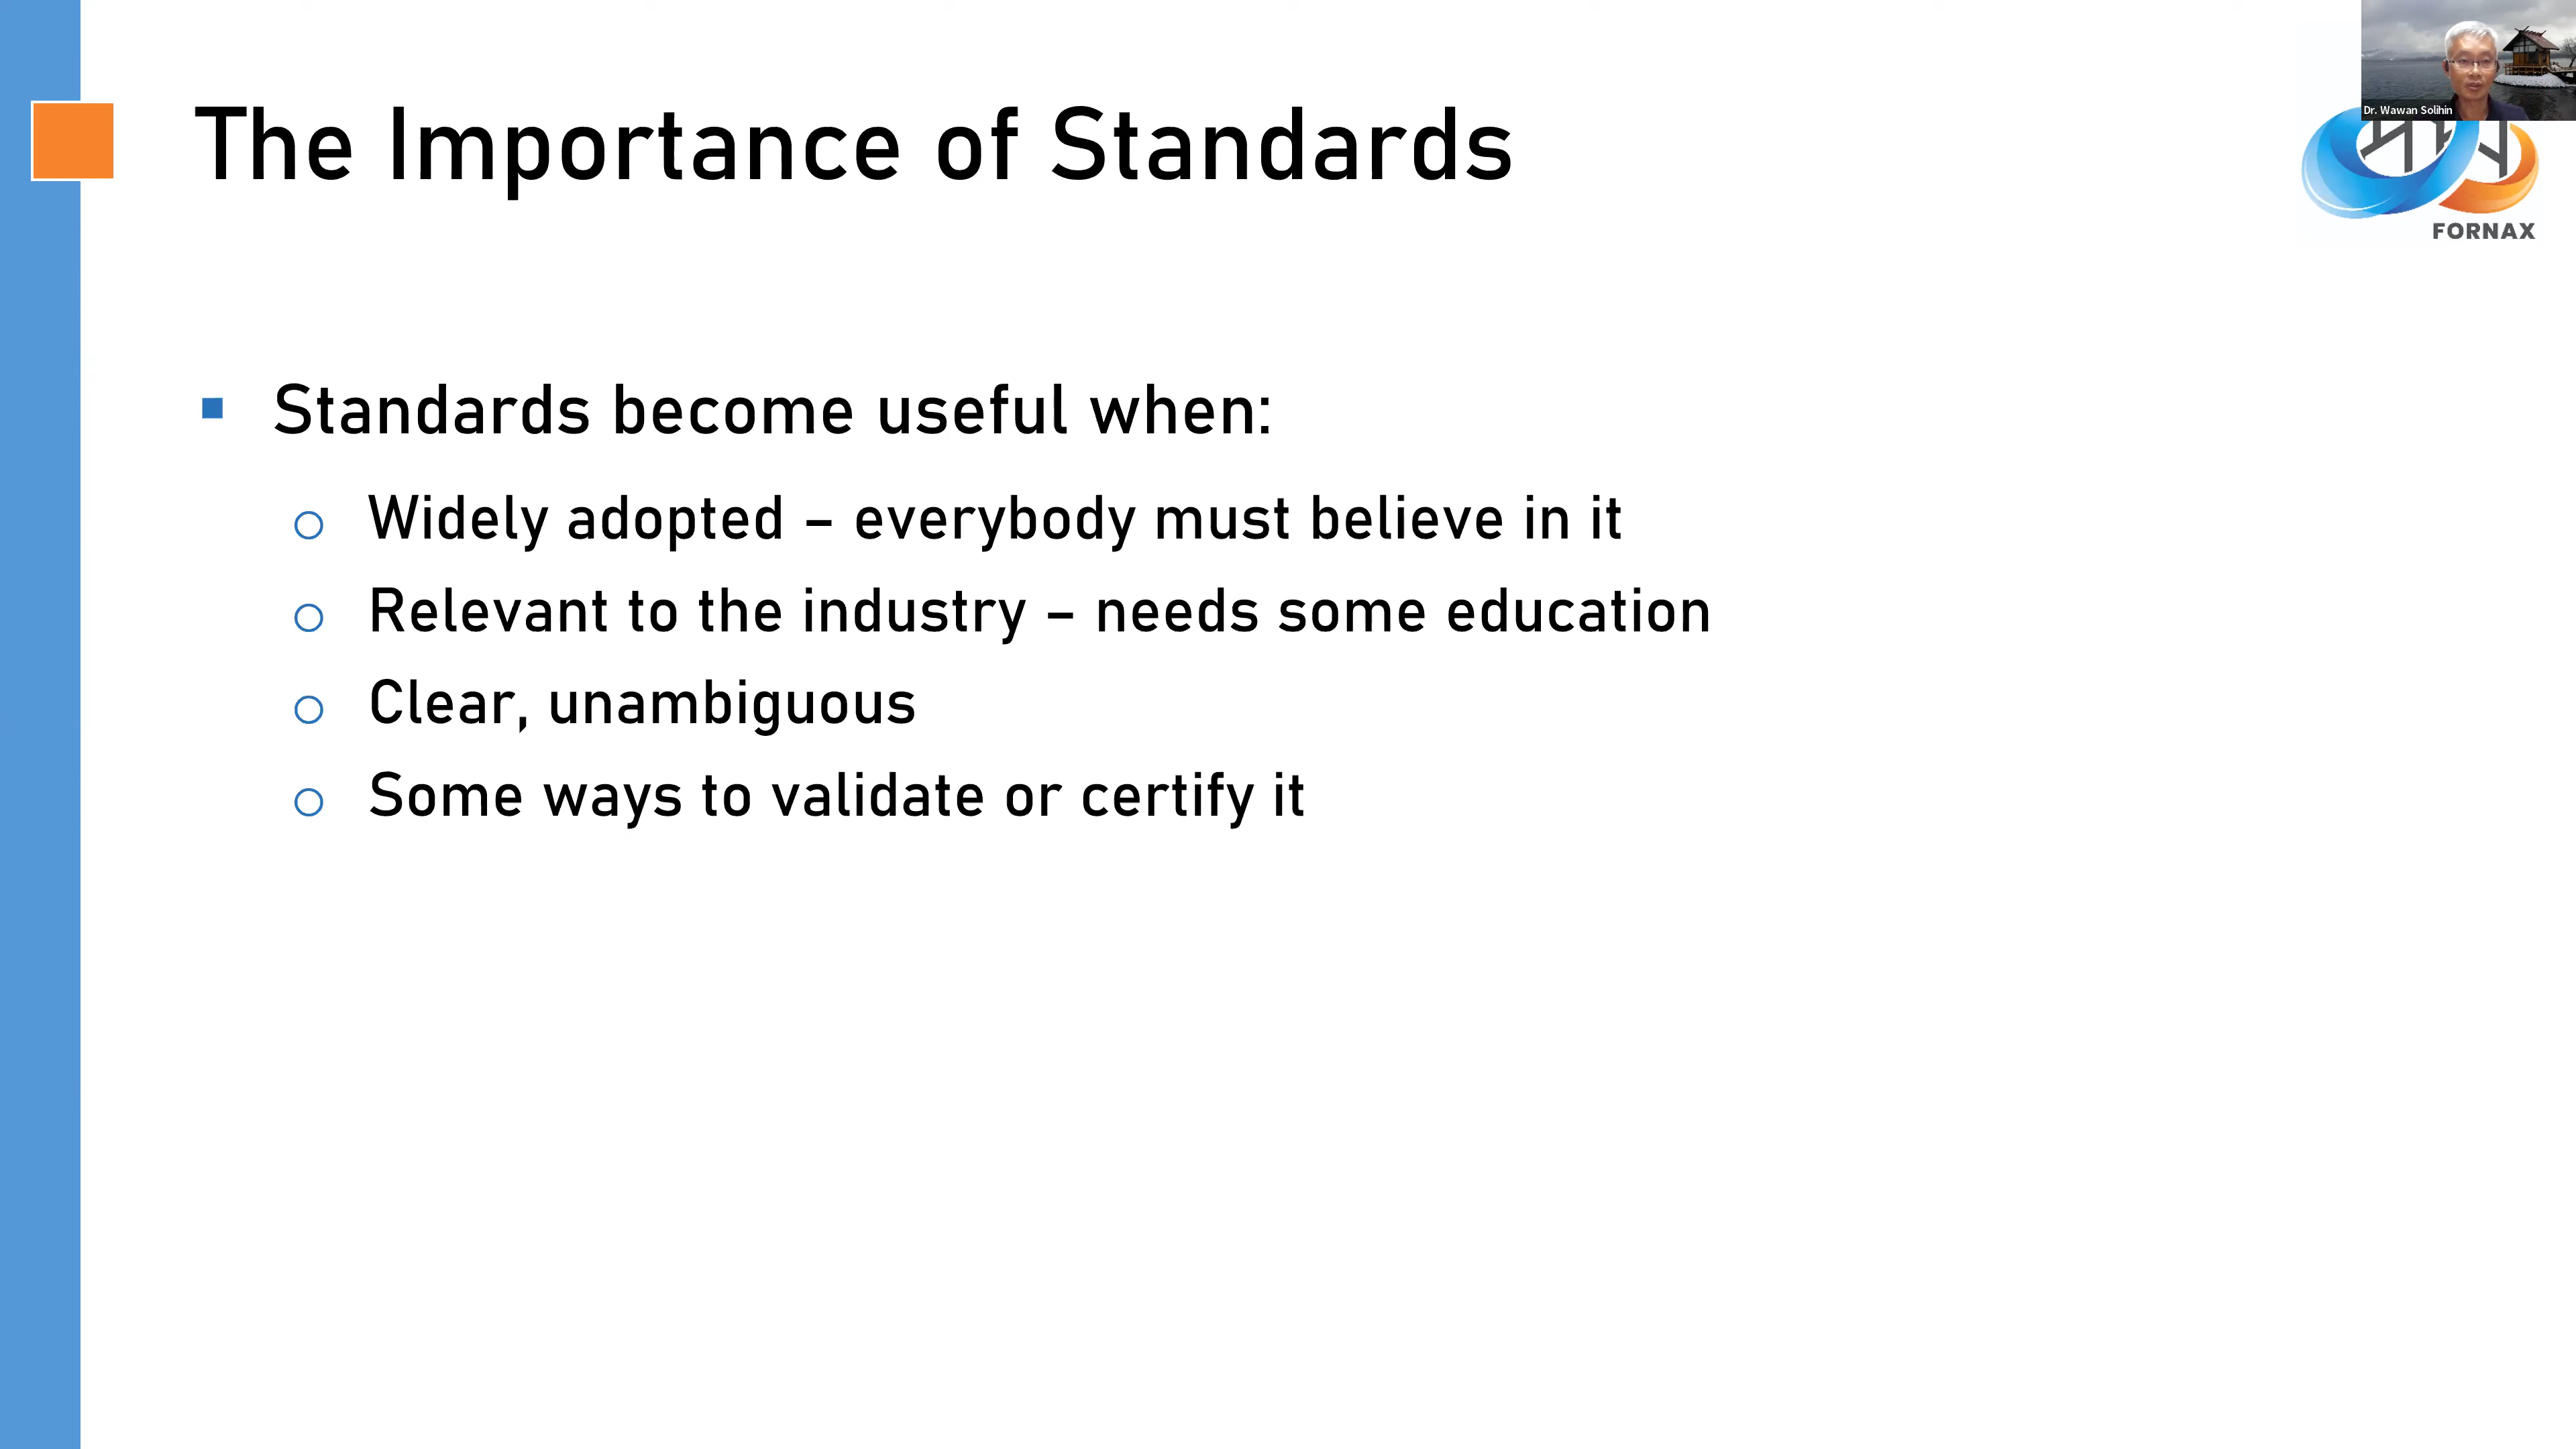 Dr. Wawan Solihin
The Importance of Standards
FORNAX
Standards become useful when:
Widely adopted – everybody must believe in it
Relevant to the industry – needs some education
Clear, unambiguous
Some ways to validate or certify it